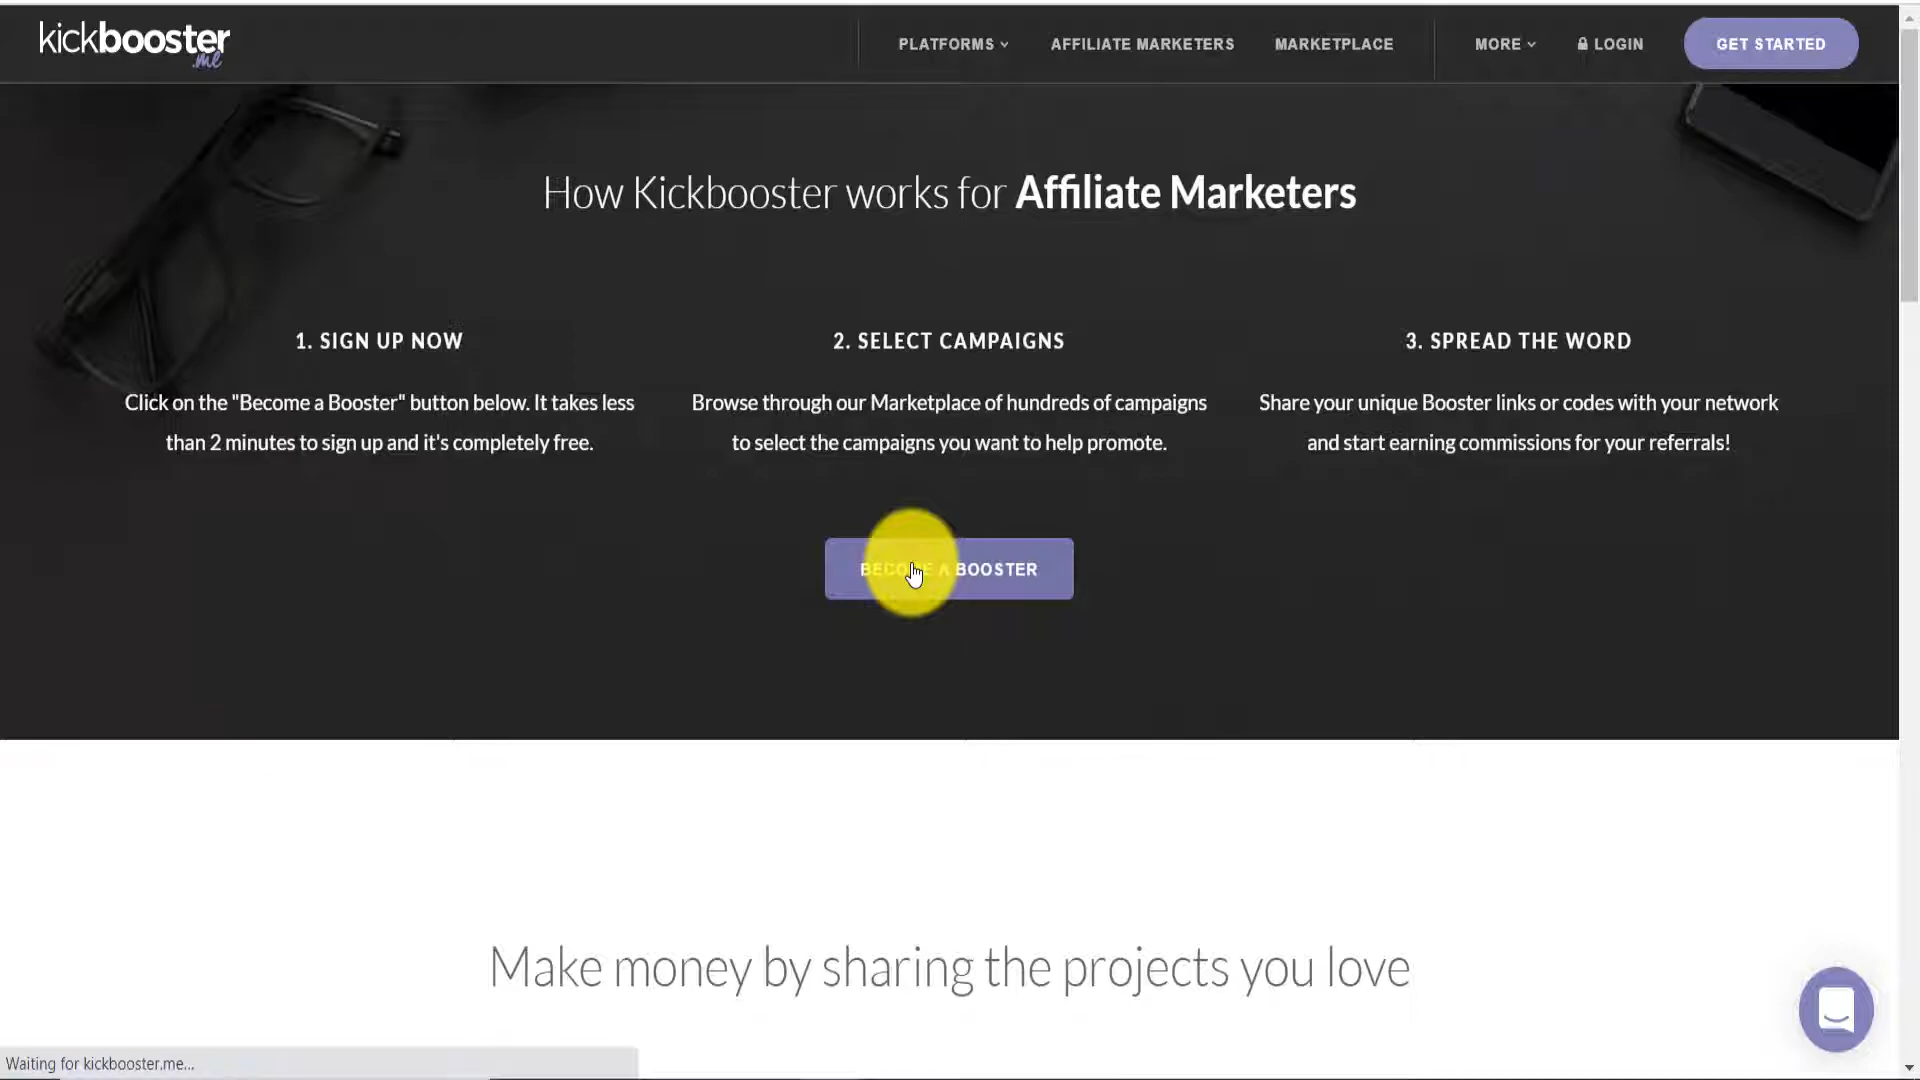 kickbooster
.me
PLATFORMS
AFFILIATE MARKETERS
MARKETPLACE
MORE
LOGIN
GET STARTED
How Kickbooster works for Affiliate Marketers
1. SIGN UP NOW
Click on the "Become a Booster" button below. It takes less
than 2 minutes to sign up and it's completely free.
2. SELECT CAMPAIGNS
Browse through our Marketplace of hundreds of campaigns
to select the campaigns you want to help promote.
3. SPREAD THE WORD
Share your unique Booster links or codes with your network
and start earning commissions for your referrals!
BECOME A BOOSTER
Make money by sharing the projects you love
Waiting for kickbooster.me...